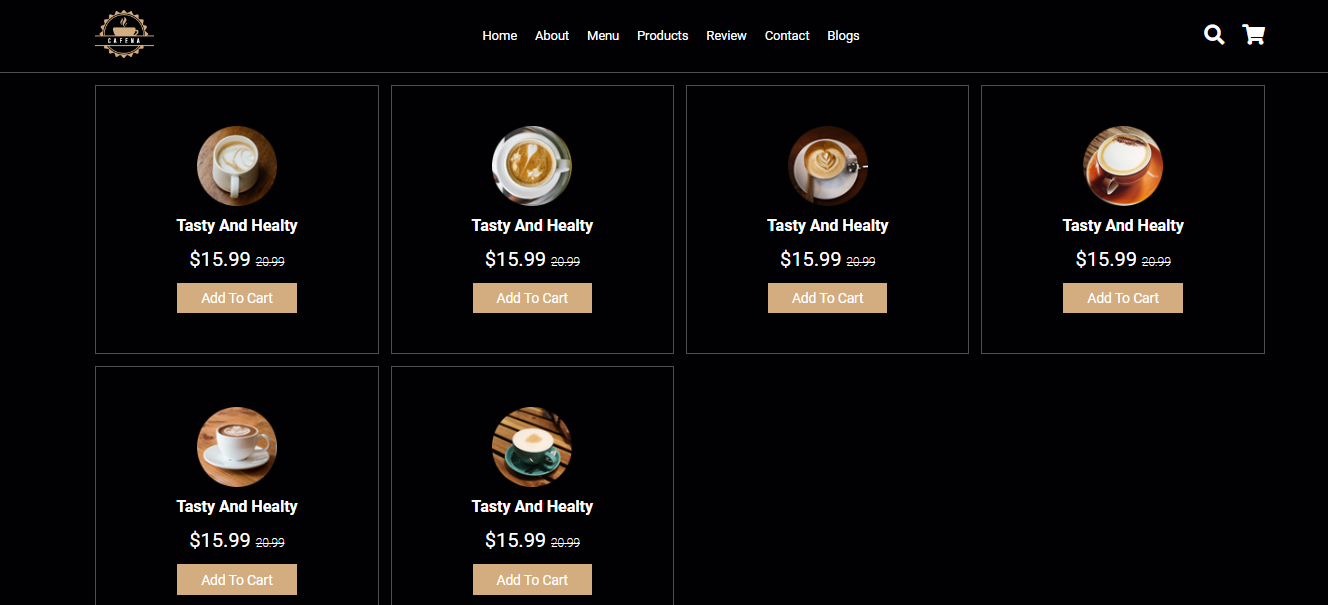 CAFENA
Home About Menu Products Review Contact Blogs
Tasty And Healty Tasty And Healty Tasty And Healty Tasty And Healty
$15.99 20.99 $15.99 20.99 $15.99 20.99 $15.99 20.99
Add To Cart Add To Cart Add To Cart Add To Cart
Tasty And Healty Tasty And Healty
$15.99 20.99 $15.99 20.99
Add To Cart Add To Cart